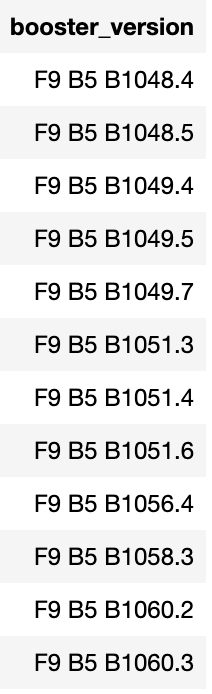 booster_version
F9 B5 B1048.4
F9 B5 B1048.5
F9 B5 B1049.4
F9 B5 B1049.5
F9 B5 B1049.7
F9 B5 B1051.3
F9 B5 B1051.4
F9 B5 B1051.6
F9 B5 B1056.4
F9 B5 B1058.3
F9 B5 B1060.2
F9 B5 B1060.3